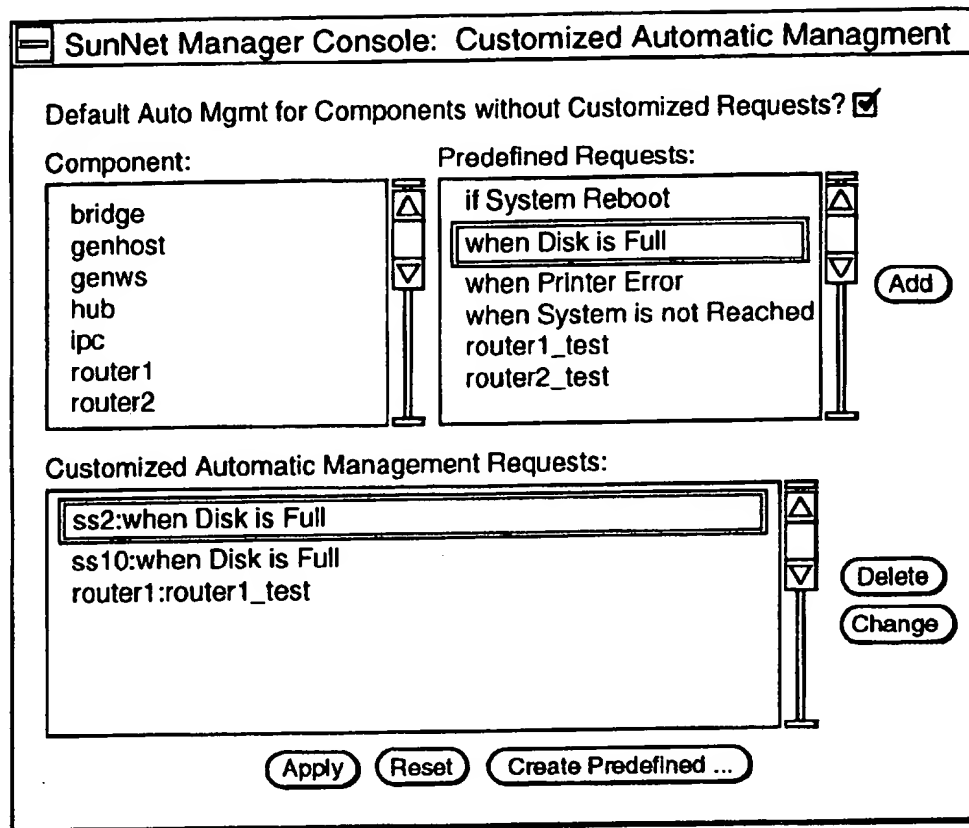 SunNet Manager Console: Customized Automatic Managment
Default Auto Mgmt for Components without Customized Requests?
Component:
bridge
genhost
genws
hub
ipc
router1
router2
Predefined Requests:
if System Reboot
when Disk is Full
when Printer Error
when System is not Reached
router1_test
router2_test
Add
Customized Automatic Management Requests:
ss2:when Disk is Full
ss10:when Disk is Full
router1:router1_test
Delete
Change
Apply Reset Create Predefined ...